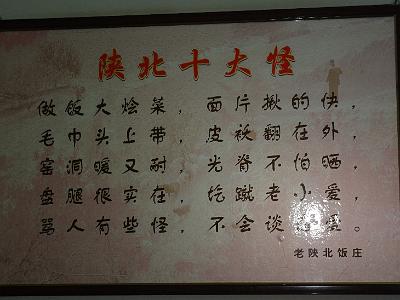 陕北十大怪
做饭大烩菜，面片揪的快，
毛巾头上带，皮袄翻在外，
窑洞暖又耐，光脊不怕晒，
盘腿很实在，圪蹴老小爱，
骂人有些怪，不会谈恋爱。
老陕北饭庄